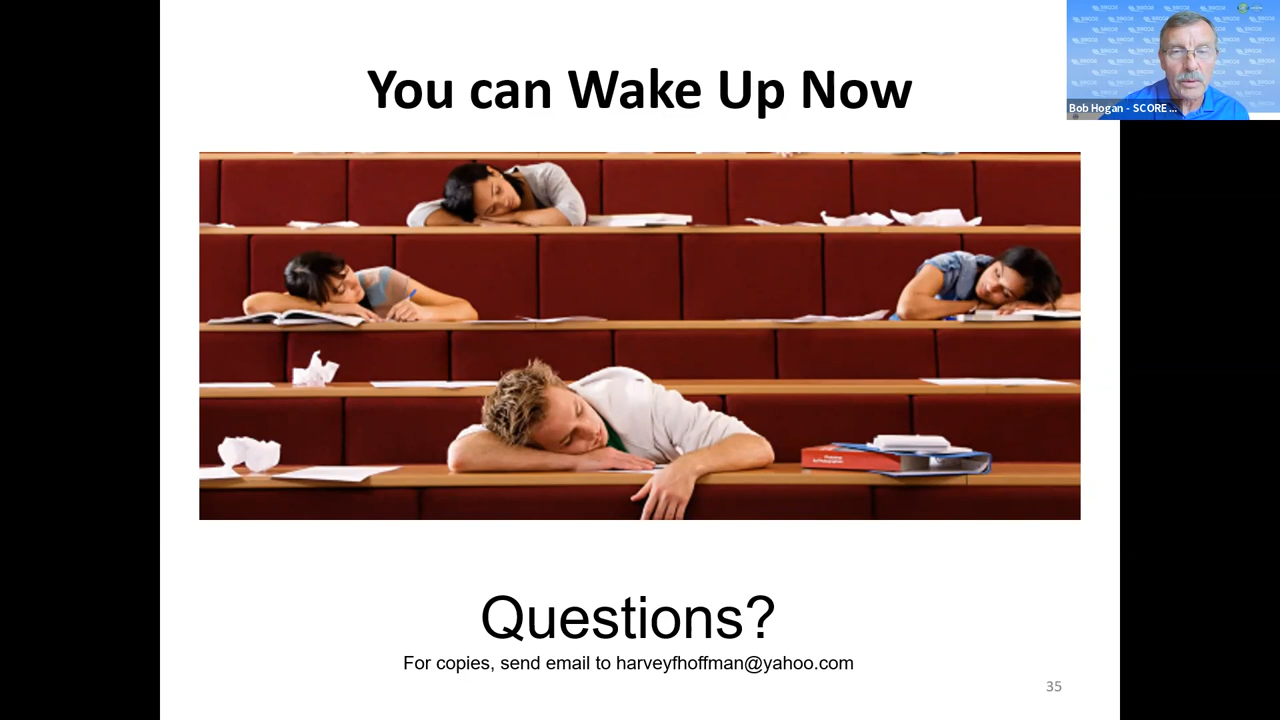 You can Wake Up Now
Bob Hogan - SCORE ...
Questions?
For copies, send email to harveyfhoffman@yahoo.com
35